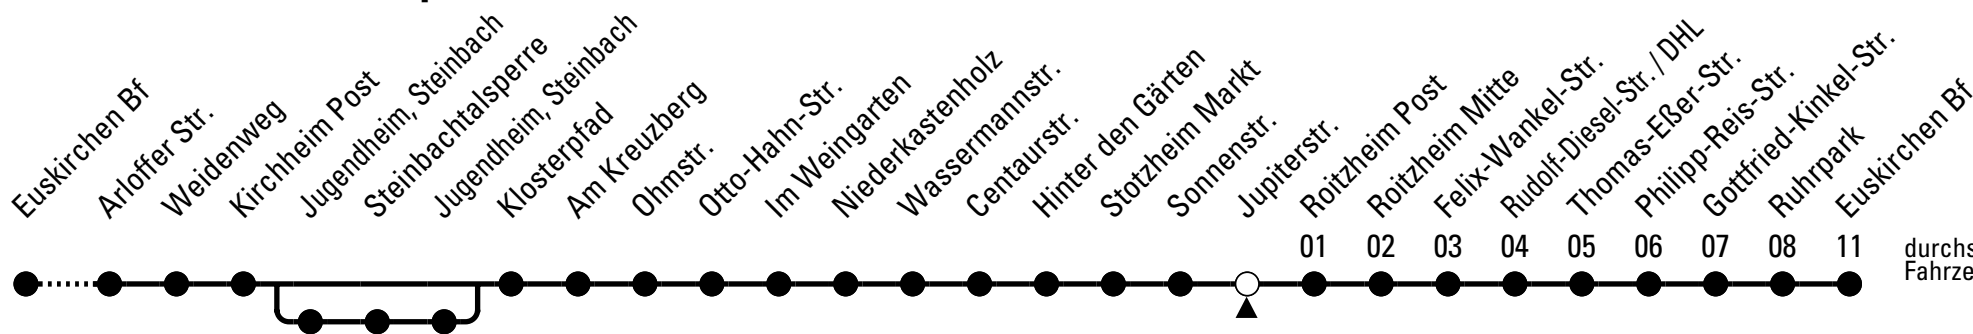 Euskirchen Bf
Arloffer Str.
Weidenweg
Kirchheim Post
Jugendheim, Steinbach
Steinbachtalsperre
Jugendheim, Steinbach
Klosterpfad
Am Kreuzberg
Ohmstr.
Otto-Hahn-Str.
Im Weingarten
Niederkastenholz
Wassermannstr.
Centaurstr.
Hinter den Gärten
Stotzheim Markt
Sonnenstr.
Jupiterstr.
Roitzheim Post
Roitzheim Mitte
Felix-Wankel-Str.
Rudolf-Diesel-Str. / DHL
Thomas-Eßer-Str.
Philipp-Reis-Str.
Gottfried-Kinkel-Str.
Ruhrpark
Euskirchen Bf
01 02 03 04 05 06 07 08 11
durchs
Fahrze